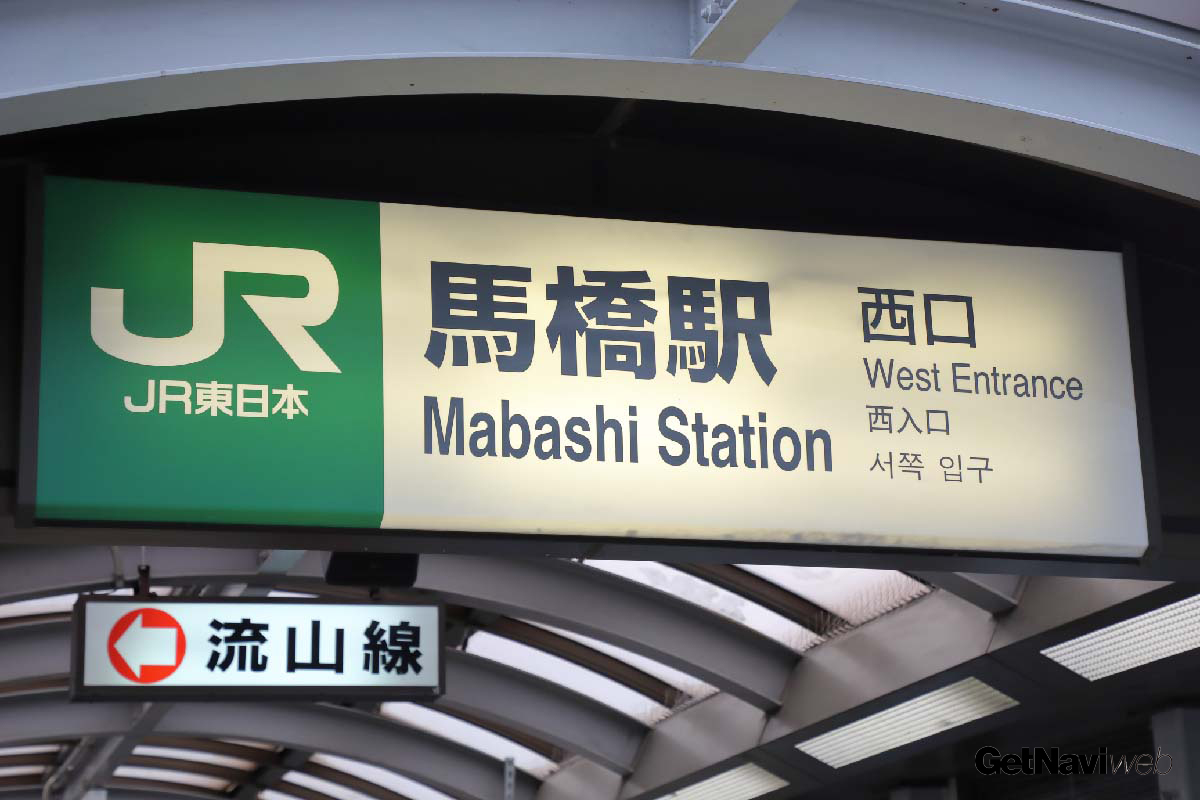 JR
JR東日本
馬橋駅
Mabashi Station
西口
West Entrance
西入口
서쪽 입구
流山線
GetNaviweb